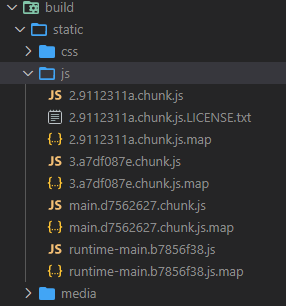 build
static
css
js
JS 2.9112311a.chunk.js
2.9112311a.chunk.js.LICENSE.txt
{..} 2.9112311a.chunk.js.map
JS 3.a7df087e.chunk.js
{..} 3.a7df087e.chunk.js.map
JS main.d7562627.chunk.js
{..} main.d7562627.chunk.js.map
JS runtime-main.b7856f38.js
{..} runtime-main.b7856f38.js.map
media